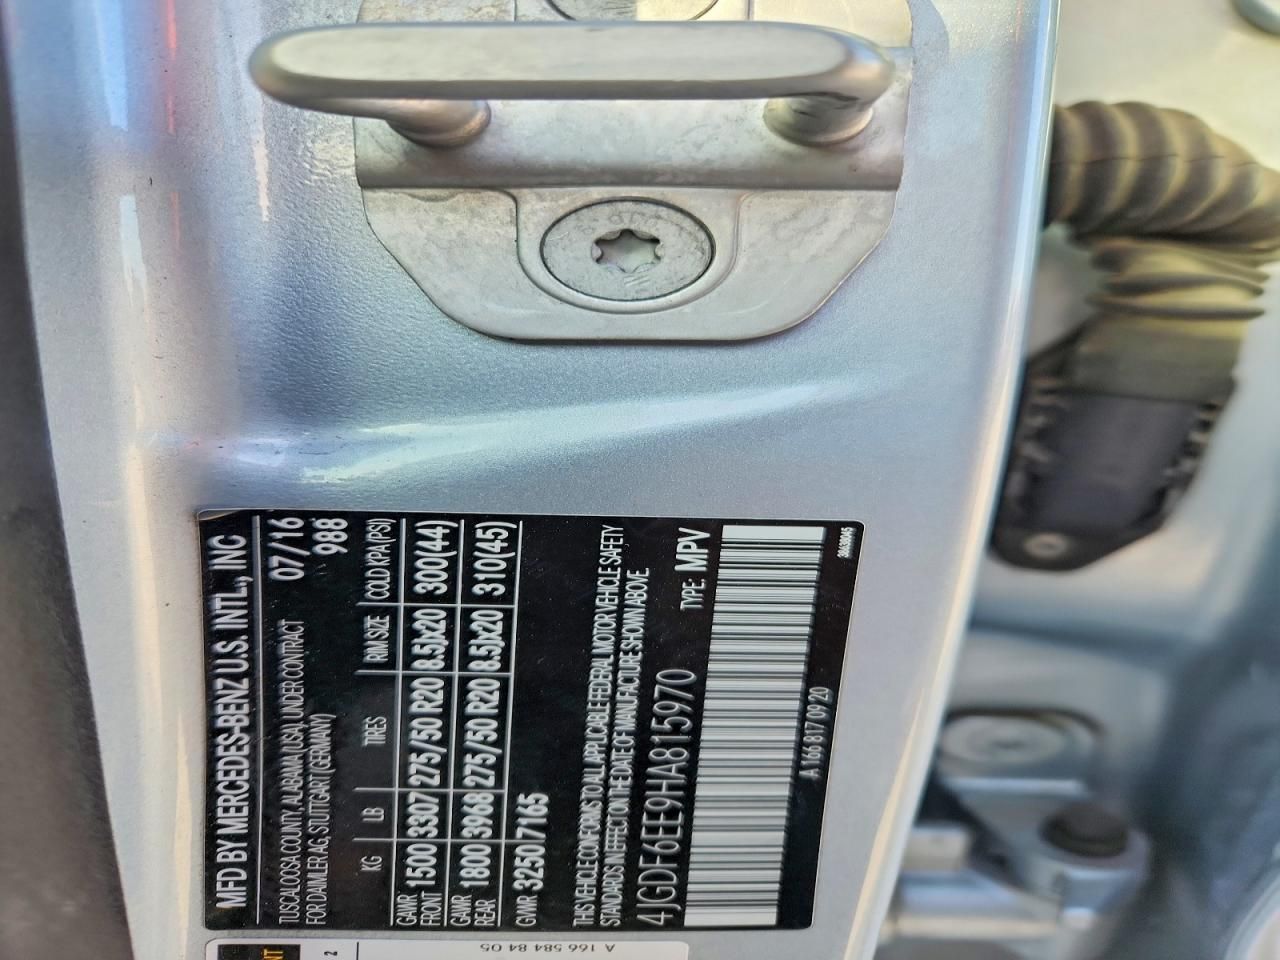 MFD BY MERCEDES-BENZ U.S. INTL., INC
TUSCALOOSA COUNTY, ALABAMA (USA), UNDER CONTRACT 07/16
FOR DAIMLER AG, STUTTGART (GERMANY) 988
KG LB TIRES RIM SIZE COLD KPA (PSI)
GAWR FRONT 1500 3307 275/50 R20 8.5Jx20 300(44)
GAWR REAR 1800 3968 275/50 R20 8.5Jx20 310(45)
GVWR 3250 7165
THIS VEHICLE CONFORMS TO ALL APPLICABLE FEDERAL MOTOR VEHICLE SAFETY
STANDARDS IN EFFECT ON THE DATE OF MANUFACTURE SHOWN ABOVE.
4JGDF6EE9HA815970 TYPE: MPV
A 166 817 09 20
A 166 584 84 05
2